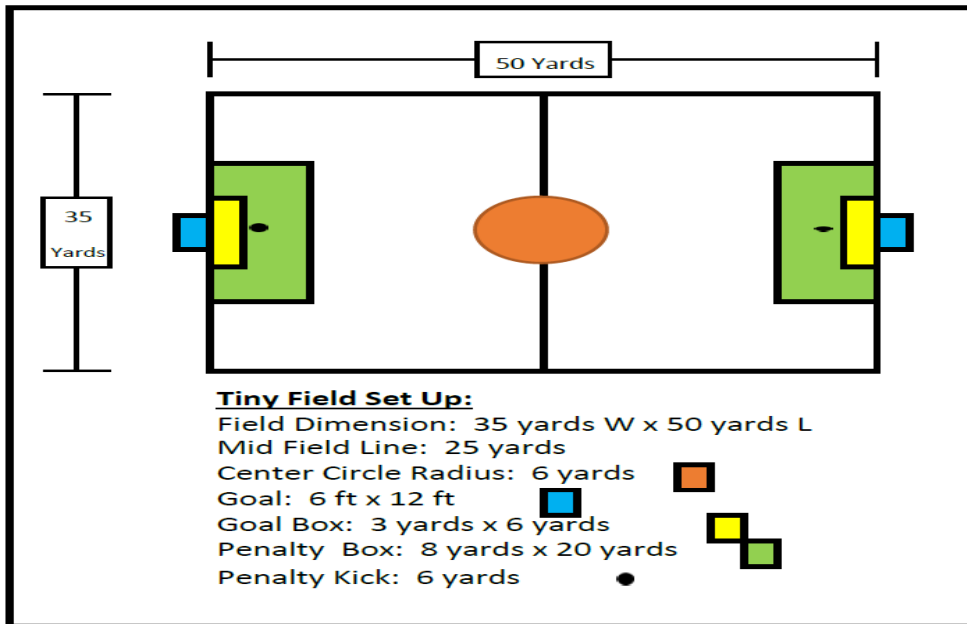 50 Yards
35
Yards
Tiny Field Set Up:
Field Dimension: 35 yards W x 50 yards L
Mid Field Line: 25 yards
Center Circle Radius: 6 yards
Goal: 6 ft x 12 ft
Goal Box: 3 yards x 6 yards
Penalty Box: 8 yards x 20 yards
Penalty Kick: 6 yards